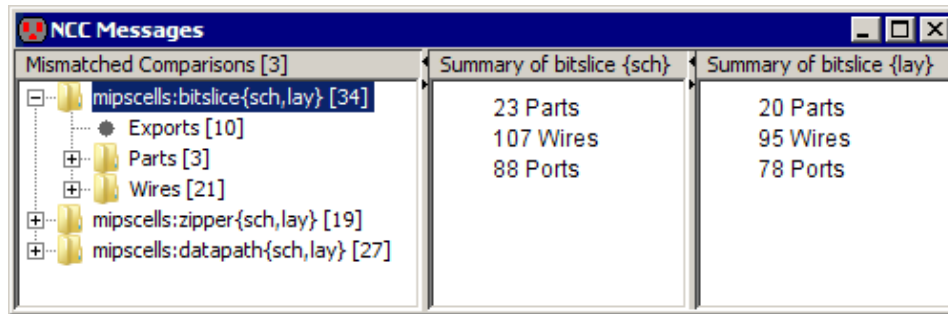 NCC Messages
Mismatched Comparisons [3]
mipscells:bitslice{sch,lay} [34]
Exports [10]
Parts [3]
Wires [21]
mipscells:zipper{sch,lay} [19]
mipscells:datapath{sch,lay} [27]
Summary of bitslice {sch}
23 Parts
107 Wires
88 Ports
Summary of bitslice {lay}
20 Parts
95 Wires
78 Ports